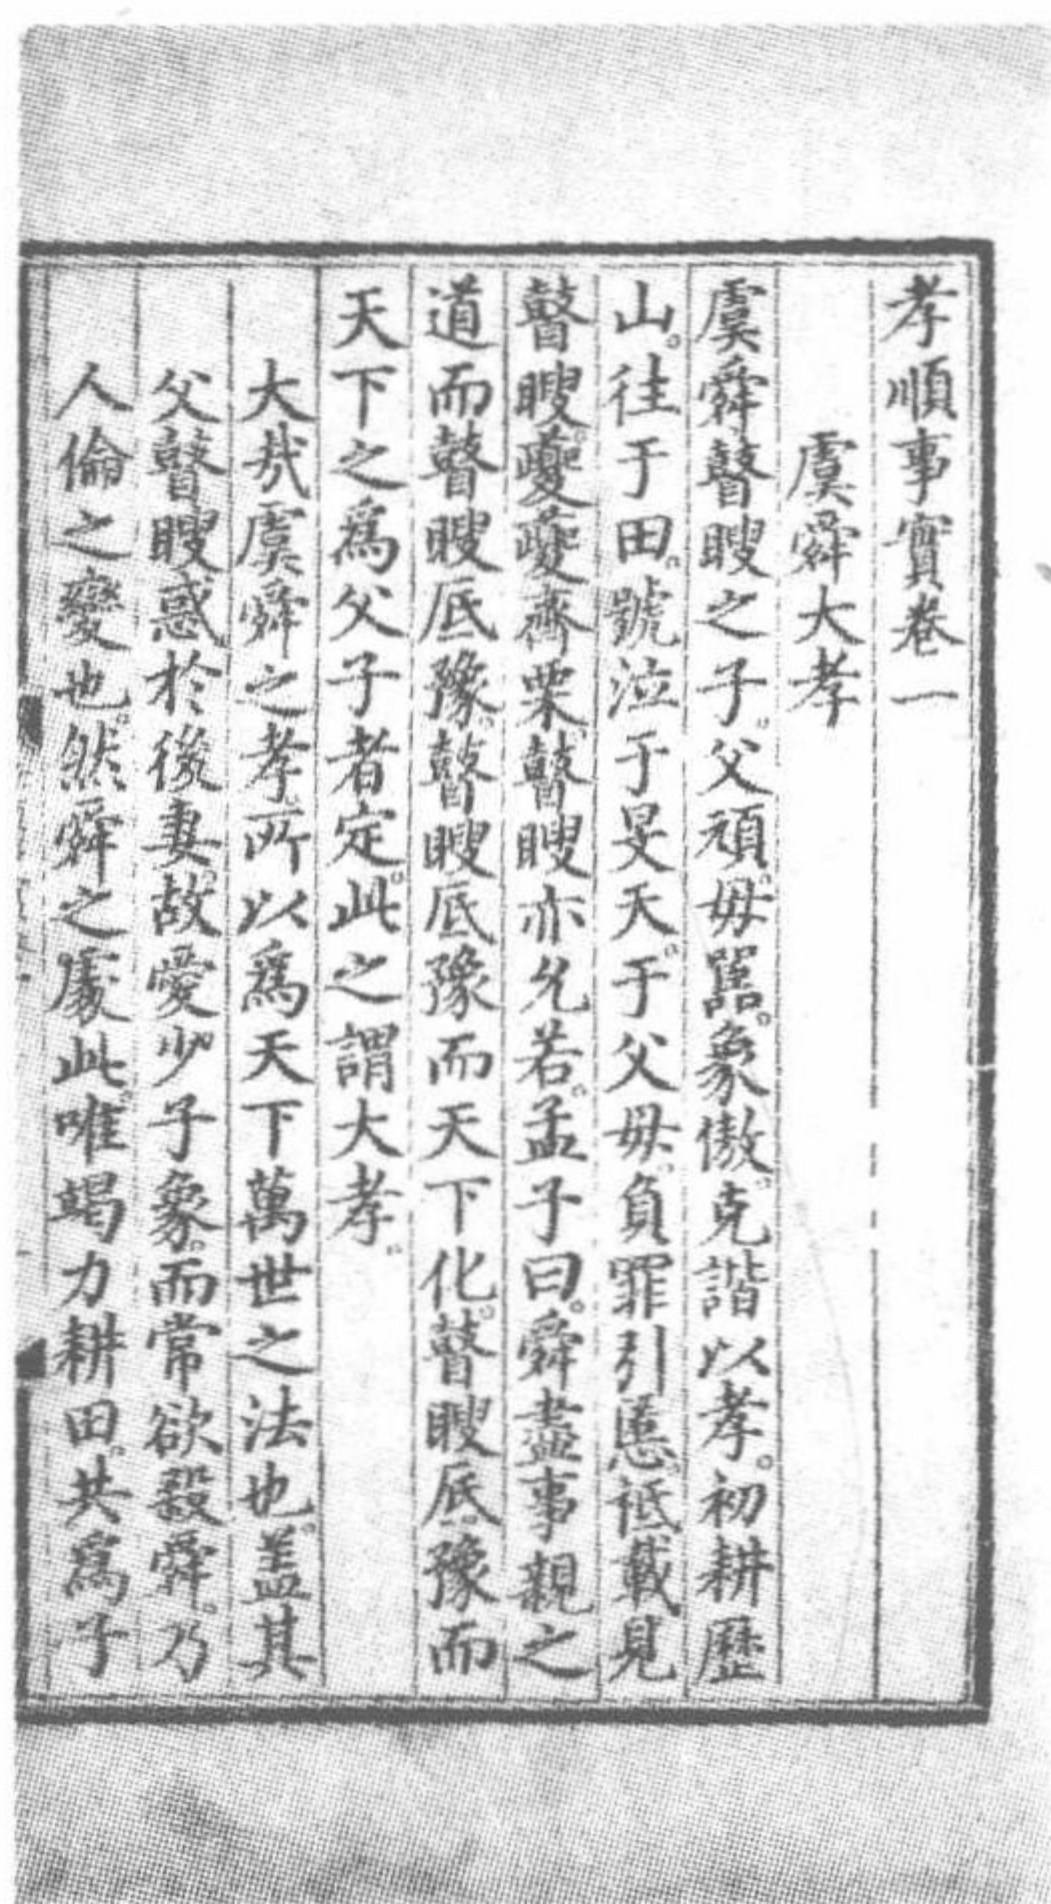 孝順事實卷一
虞舜大孝
虞舜瞽瞍之子。父頑。毋嚚。象傲。克諧以孝。初耕歷
山。往于田。號泣于旻天。于父毋。負罪引慝。祗載見
瞽瞍。夔夔齊栗。瞽瞍亦允若。孟子曰。舜盡事親之
道而瞽瞍厎豫。瞽瞍厎豫而天下化。瞽瞍厎豫而
天下之為父子者定。此之謂大孝。
大哉虞舜之孝。所以為天下萬世之法也。盖其
父瞽瞍惑於後妻。故愛少子象。而常欲殺舜。乃
人倫之變也。然舜之處此。唯竭力耕田。共為子